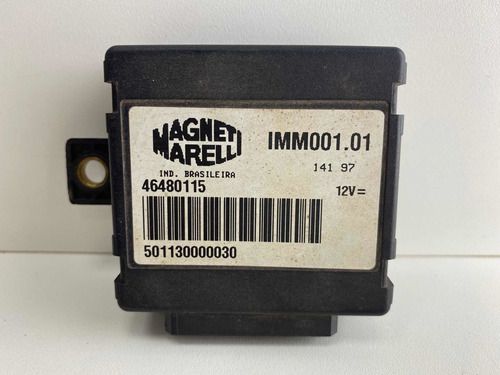 MAGNETI
MARELLI
IND. BRASILEIRA
IMM001.01
141 97
46480115
12V=
501130000030